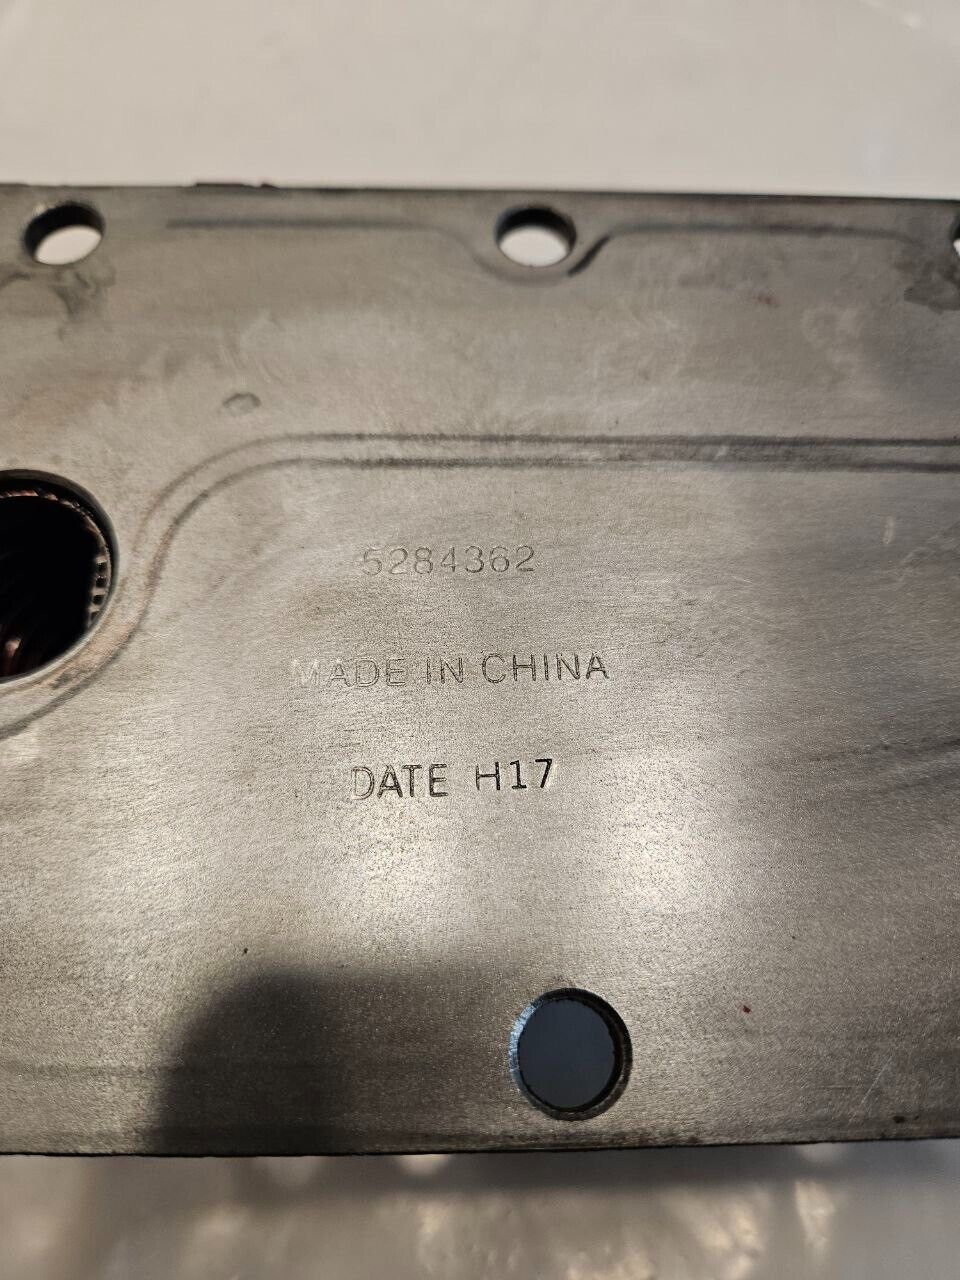 5284362
MADE IN CHINA
DATE H17